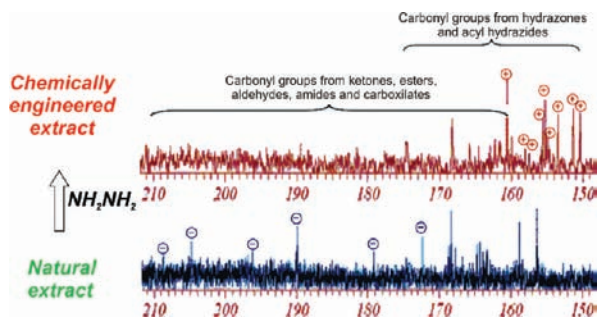 Carbonyl groups from hydrazones
and acyl hydrazides
Chemically
engineered
extract
Carbonyl groups from ketones, esters,
aldehydes, amides and carboxilates
+ + + + + + + + +
210 200 190 180 170 160 150
NH2NH2
Natural
extract
− − − − − −
210 200 190 180 170 160 150